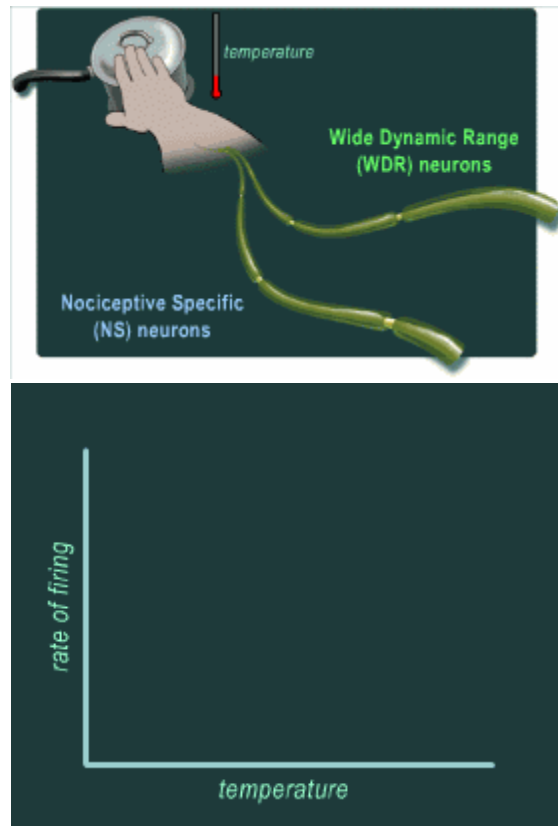 temperature
Wide Dynamic Range
(WDR) neurons
Nociceptive Specific
(NS) neurons
rate of firing
temperature